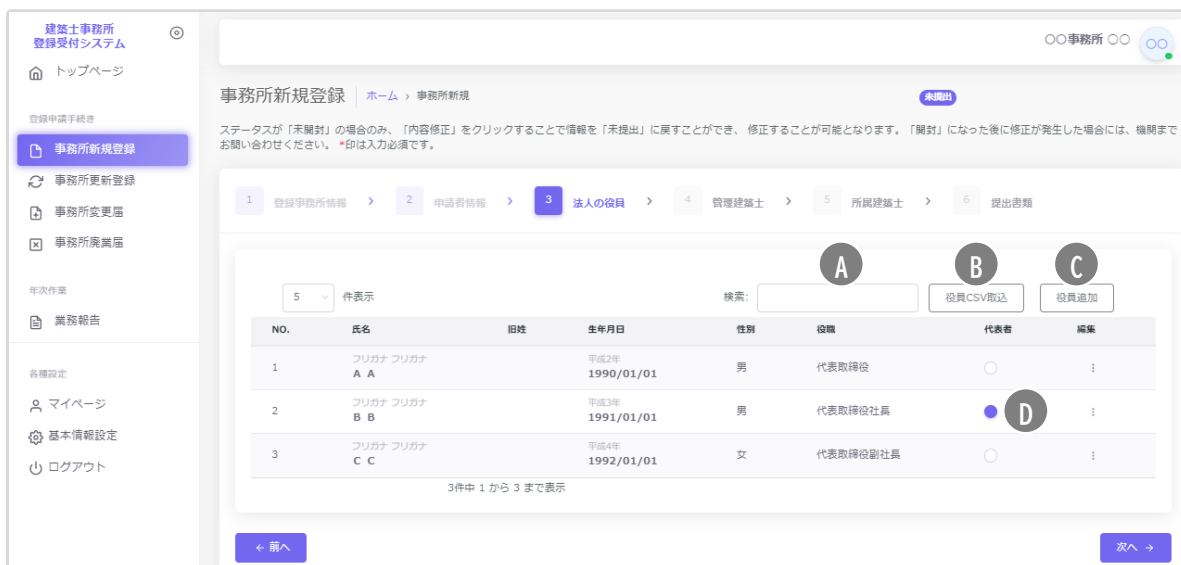 建築士事務所
登録受付システム
トップページ
登録申請手続き
事務所新規登録
事務所更新登録
事務所変更届
事務所廃業届
年次作業
業務報告
各種設定
マイページ
基本情報設定
ログアウト
〇〇事務所 〇〇
〇〇
事務所新規登録 ホーム › 事務所新規
未提出
ステータスが「未開封」の場合のみ、「内容修正」をクリックすることで情報を「未提出」に戻すことができ、 修正することが可能となります。「開封」になった後に修正が発生した場合には、機関まで
お問い合わせください。 *印は入力必須です。
1 登録事務所情報 › 2 申請者情報 › 3 法人の役員 › 4 管理建築士 › 5 所属建築士 › 6 提出書類
A B C
5 件表示 検索: 役員CSV取込 役員追加
NO. 氏名 旧姓 生年月日 性別 役職 代表者 編集
フリガナ フリガナ 平成2年
1 A A 1990/01/01 男 代表取締役
フリガナ フリガナ 平成3年
2 B B 1991/01/01 男 代表取締役社長 D
フリガナ フリガナ 平成4年
3 C C 1992/01/01 女 代表取締役副社長
3件中 1 から 3 まで表示
← 前へ 次へ →